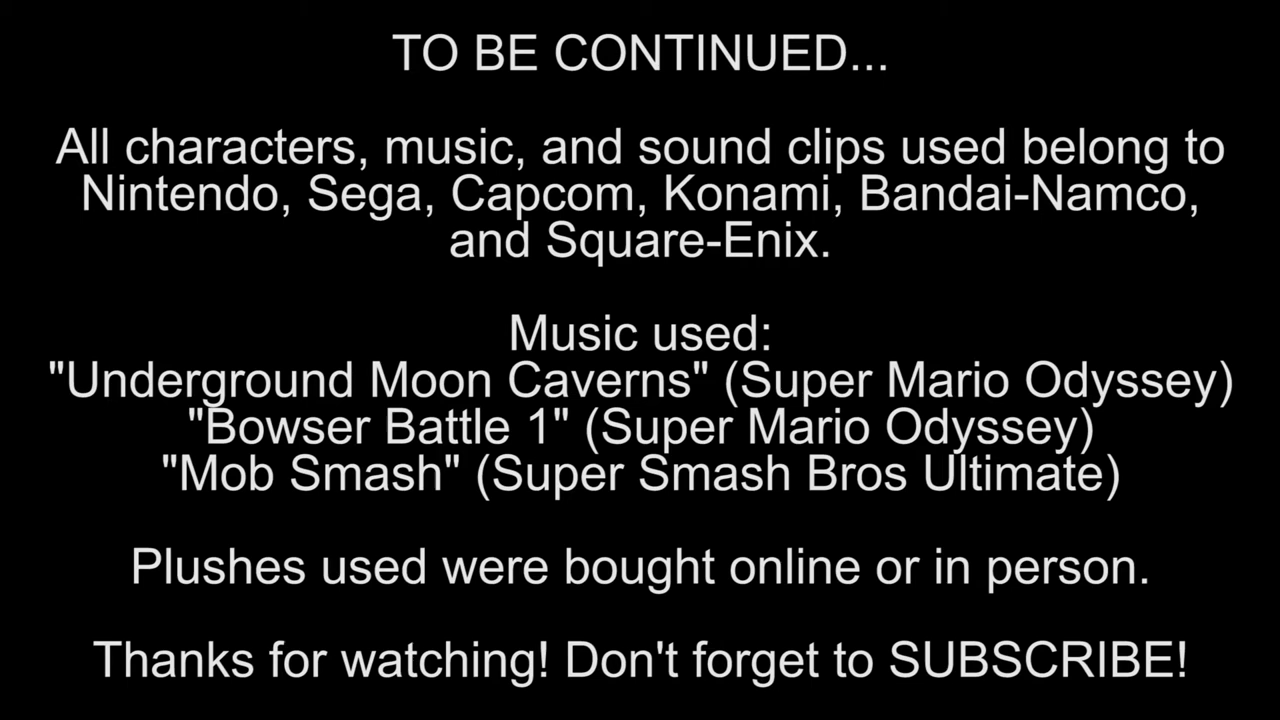 TO BE CONTINUED...
All characters, music, and sound clips used belong to
Nintendo, Sega, Capcom, Konami, Bandai-Namco,
and Square-Enix.
Music used:
"Underground Moon Caverns" (Super Mario Odyssey)
"Bowser Battle 1" (Super Mario Odyssey)
"Mob Smash" (Super Smash Bros Ultimate)
Plushes used were bought online or in person.
Thanks for watching! Don't forget to SUBSCRIBE!